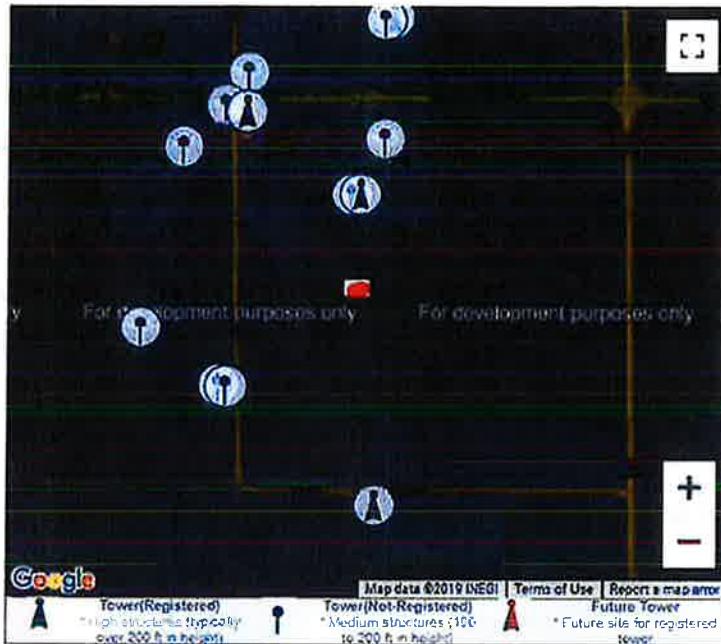 y For development purposes only For development purposes only
Google
Map data ©2019 INEGI Terms of Use Report a map error
Tower(Registered) Tower(Not-Registered) Future Tower
* High structures (typically * Medium structures (100 * Future site for registered
over 200 ft in height) to 200 ft in height) tower